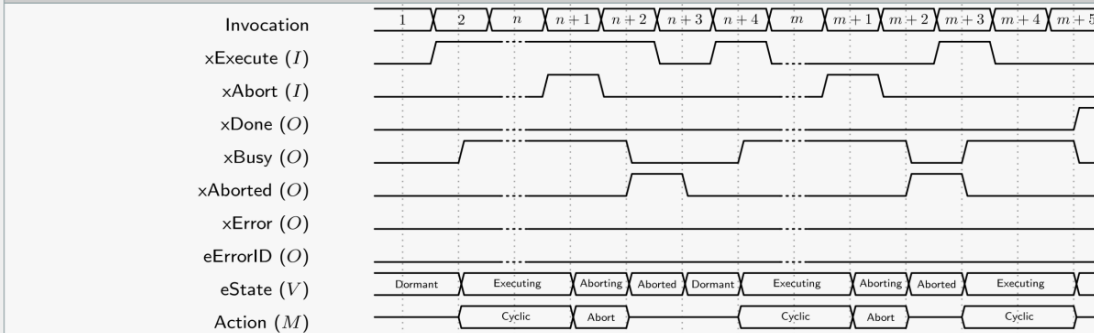 Invocation 1 2 n n + 1 n + 2 n + 3 n + 4 m m + 1 m + 2 m + 3 m + 4 m + 5
xExecute (I)
xAbort (I)
xDone (O)
xBusy (O)
xAborted (O)
xError (O)
eErrorID (O)
eState (V) Dormant Executing Aborting Aborted Dormant Executing Aborting Aborted Executing
Action (M) Cyclic Abort Cyclic Abort Cyclic